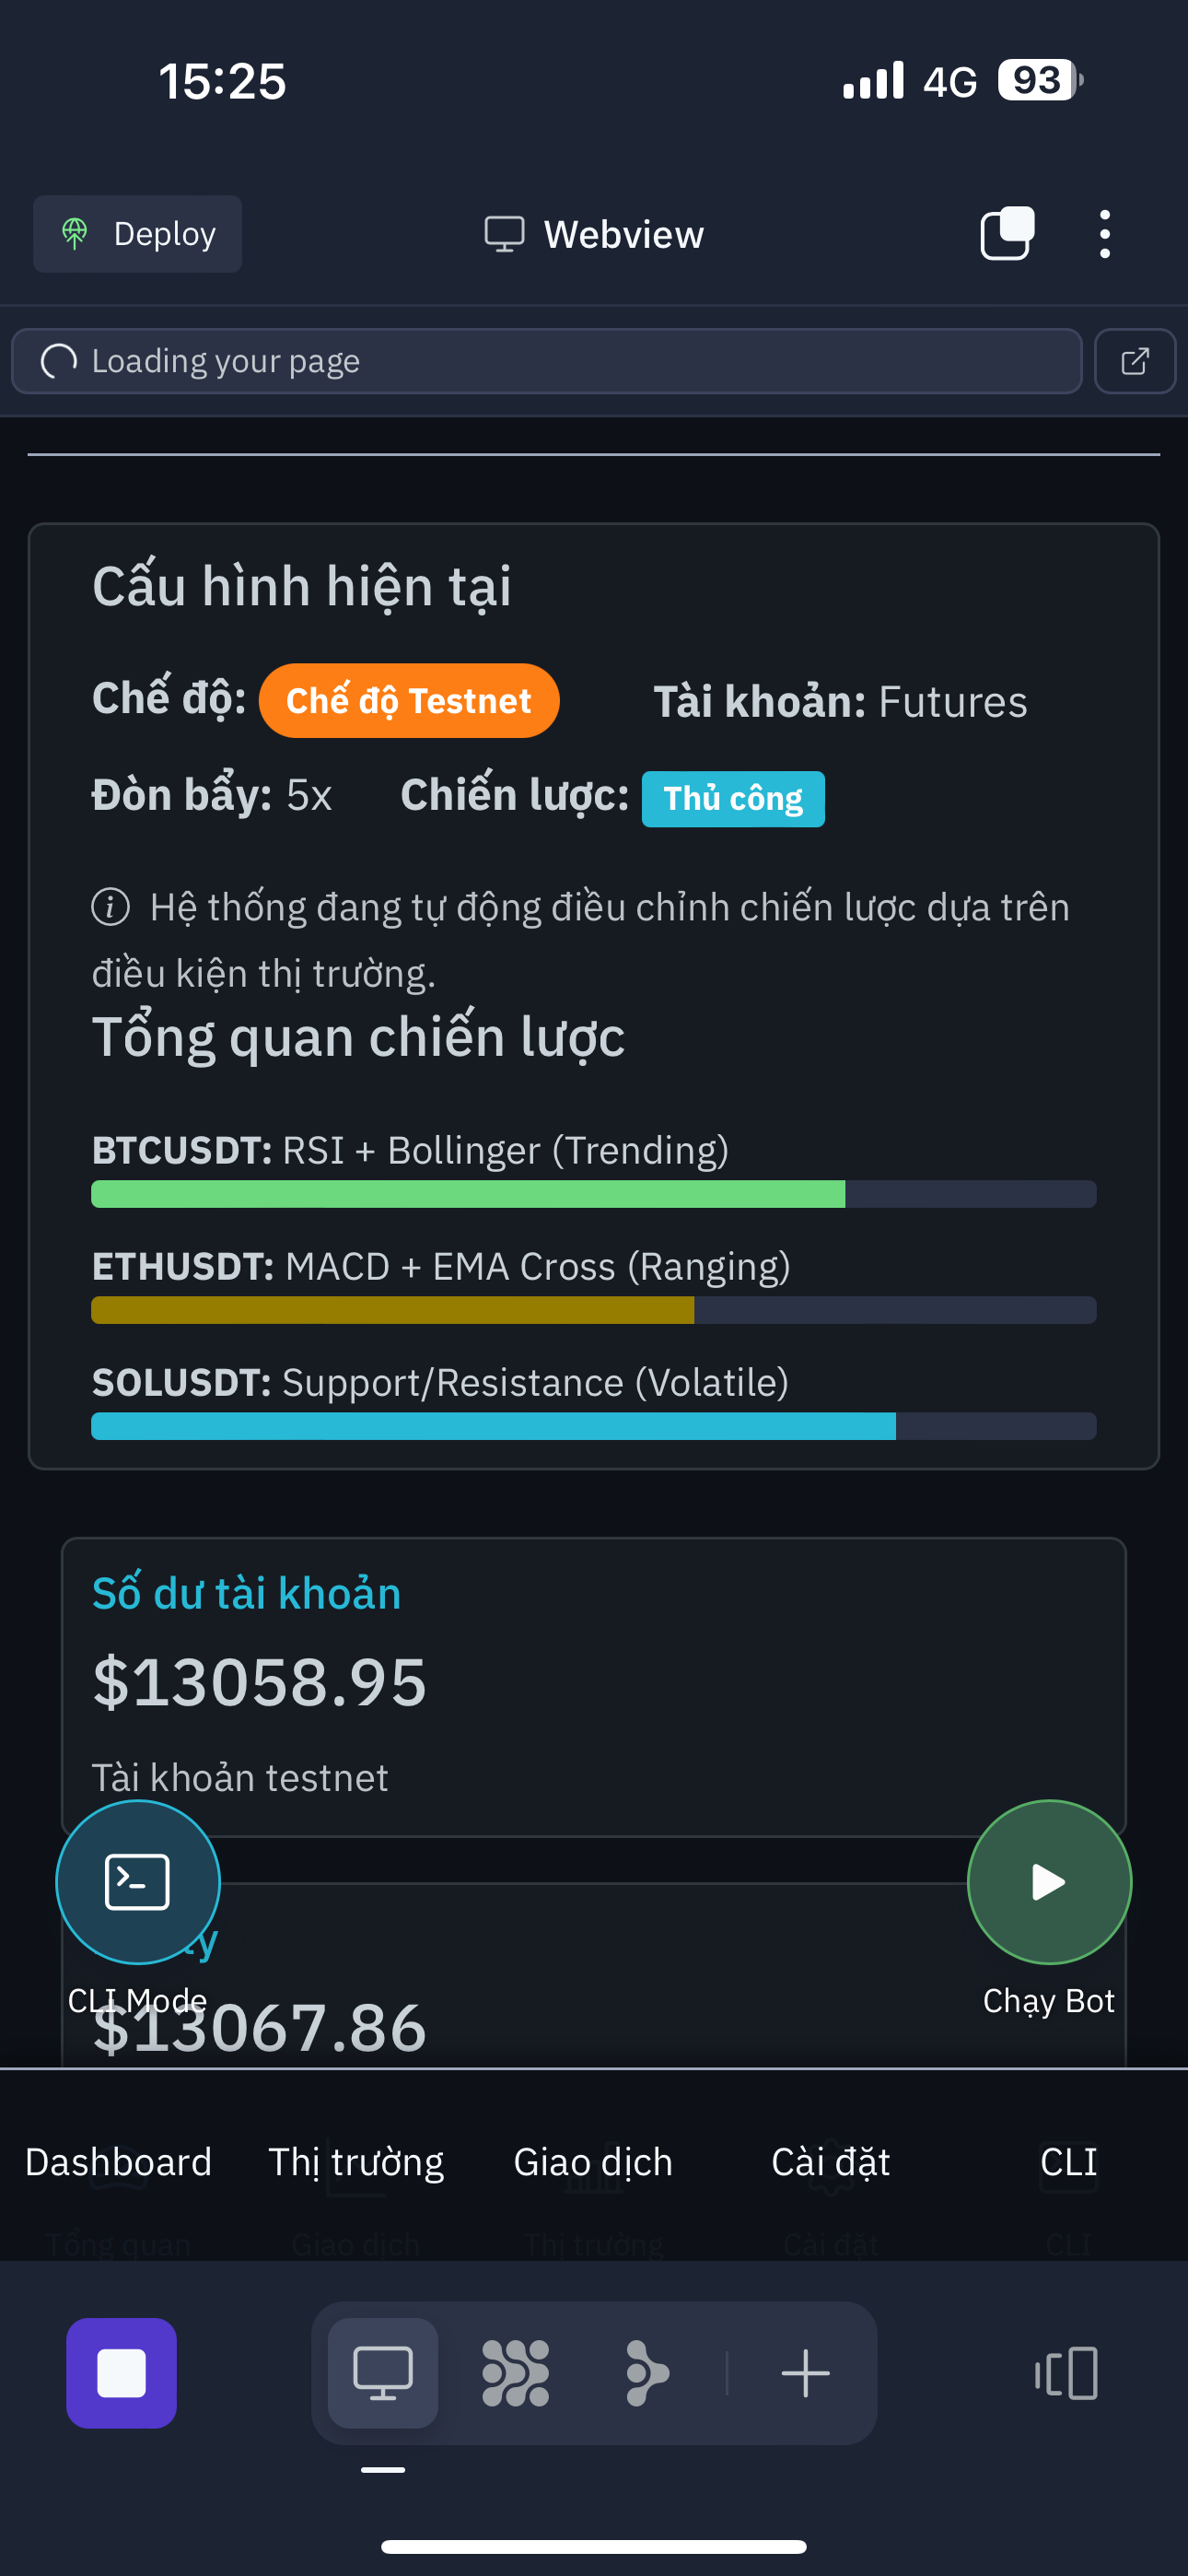 15:25
4G 93
Deploy
Webview
Loading your page
Cấu hình hiện tại
Chế độ: Chế độ Testnet Tài khoản: Futures
Đòn bẩy: 5x Chiến lược: Thủ công
Hệ thống đang tự động điều chỉnh chiến lược dựa trên
điều kiện thị trường.
Tổng quan chiến lược
BTCUSDT: RSI + Bollinger (Trending)
ETHUSDT: MACD + EMA Cross (Ranging)
SOLUSDT: Support/Resistance (Volatile)
Số dư tài khoản
$13058.95
Tài khoản testnet
CLI Mode
Chạy Bot
$13067.86
Dashboard Thị trường Giao dịch Cài đặt CLI
Tổng quan Giao dịch Thị trường Cài đặt CLI